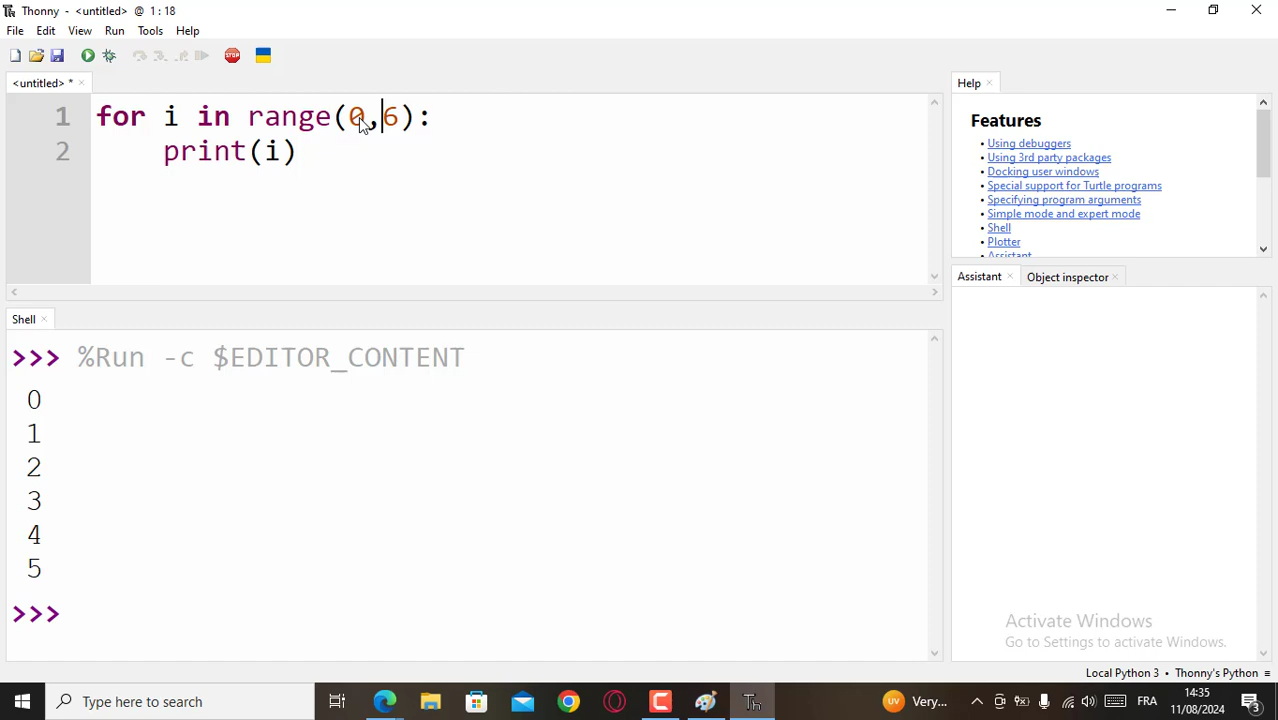 Thonny - <untitled> @ 1 : 18
File Edit View Run Tools Help
STOP
<untitled> *
1 for i in range(0,6):
2     print(i)
Help
Features
• Using debuggers
• Using 3rd party packages
• Docking user windows
• Special support for Turtle programs
• Specifying program arguments
• Simple mode and expert mode
• Shell
• Plotter
• Assistant
Assistant Object inspector
Shell
>>> %Run -c $EDITOR_CONTENT
0
1
2
3
4
5
>>>
Activate Windows
Go to Settings to activate Windows.
Local Python 3 • Thonny's Python ≡
Type here to search
UV Very...
FRA
14:35
11/08/2024
3